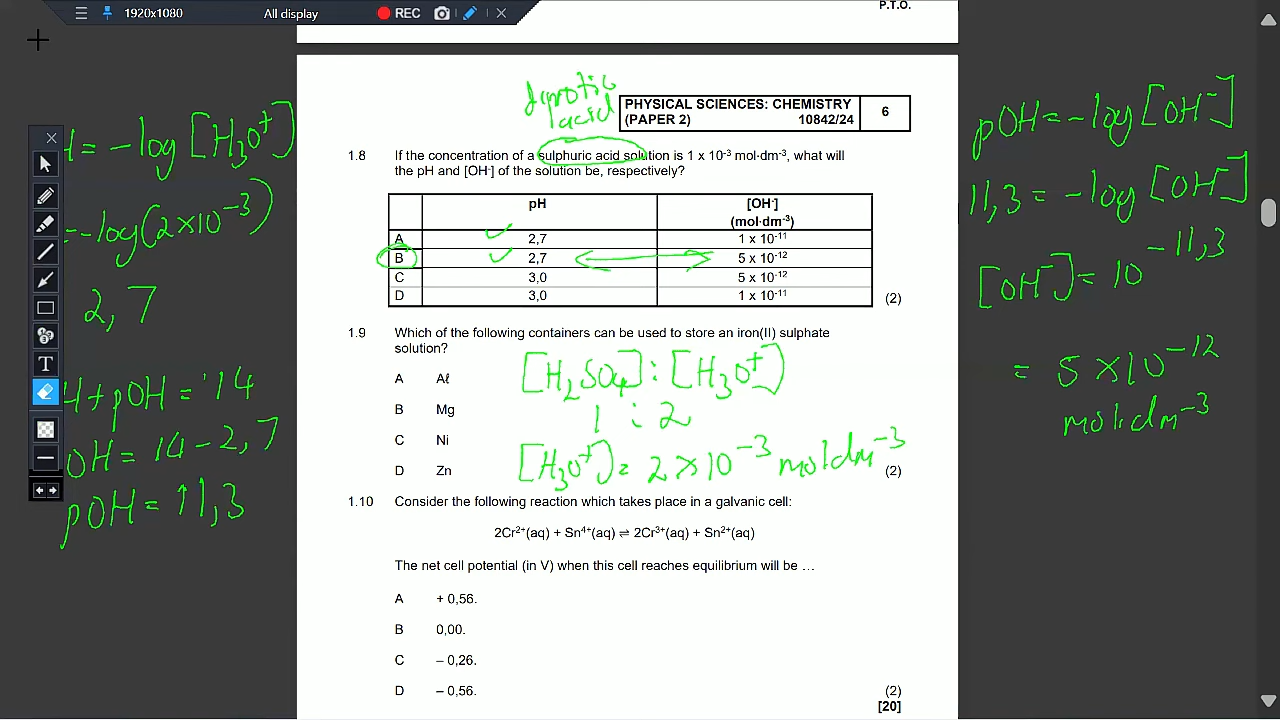 1920x1080 All display REC
P.T.O.
diprotic
acid
PHYSICAL SCIENCES: CHEMISTRY
(PAPER 2) 10842/24 6
1.8 If the concentration of a sulphuric acid solution is 1 x 10⁻³ mol·dm⁻³, what will
the pH and [OH⁻] of the solution be, respectively?
pH [OH⁻]
(mol·dm⁻³)
A 2,7 1 x 10⁻¹¹
B 2,7 5 x 10⁻¹²
C 3,0 5 x 10⁻¹²
D 3,0 1 x 10⁻¹¹
(2)
1.9 Which of the following containers can be used to store an iron(II) sulphate
solution?
A Aℓ
B Mg
C Ni
D Zn
(2)
[H₂SO₄] : [H₃O⁺]
1 : 2
[H₃O⁺] = 2×10⁻³ mol·dm⁻³
1.10 Consider the following reaction which takes place in a galvanic cell:
2Cr²⁺(aq) + Sn⁴⁺(aq) ⇌ 2Cr³⁺(aq) + Sn²⁺(aq)
The net cell potential (in V) when this cell reaches equilibrium will be …
A + 0,56.
B 0,00.
C – 0,26.
D – 0,56.
(2)
[20]
H = -log[H₃O⁺]
= -log(2×10⁻³)
2,7
H + pOH = 14
OH = 14 - 2,7
pOH = 11,3
pOH = -log[OH⁻]
11,3 = -log[OH⁻]
[OH⁻] = 10⁻¹¹,³
= 5×10⁻¹²
mol·dm⁻³
T